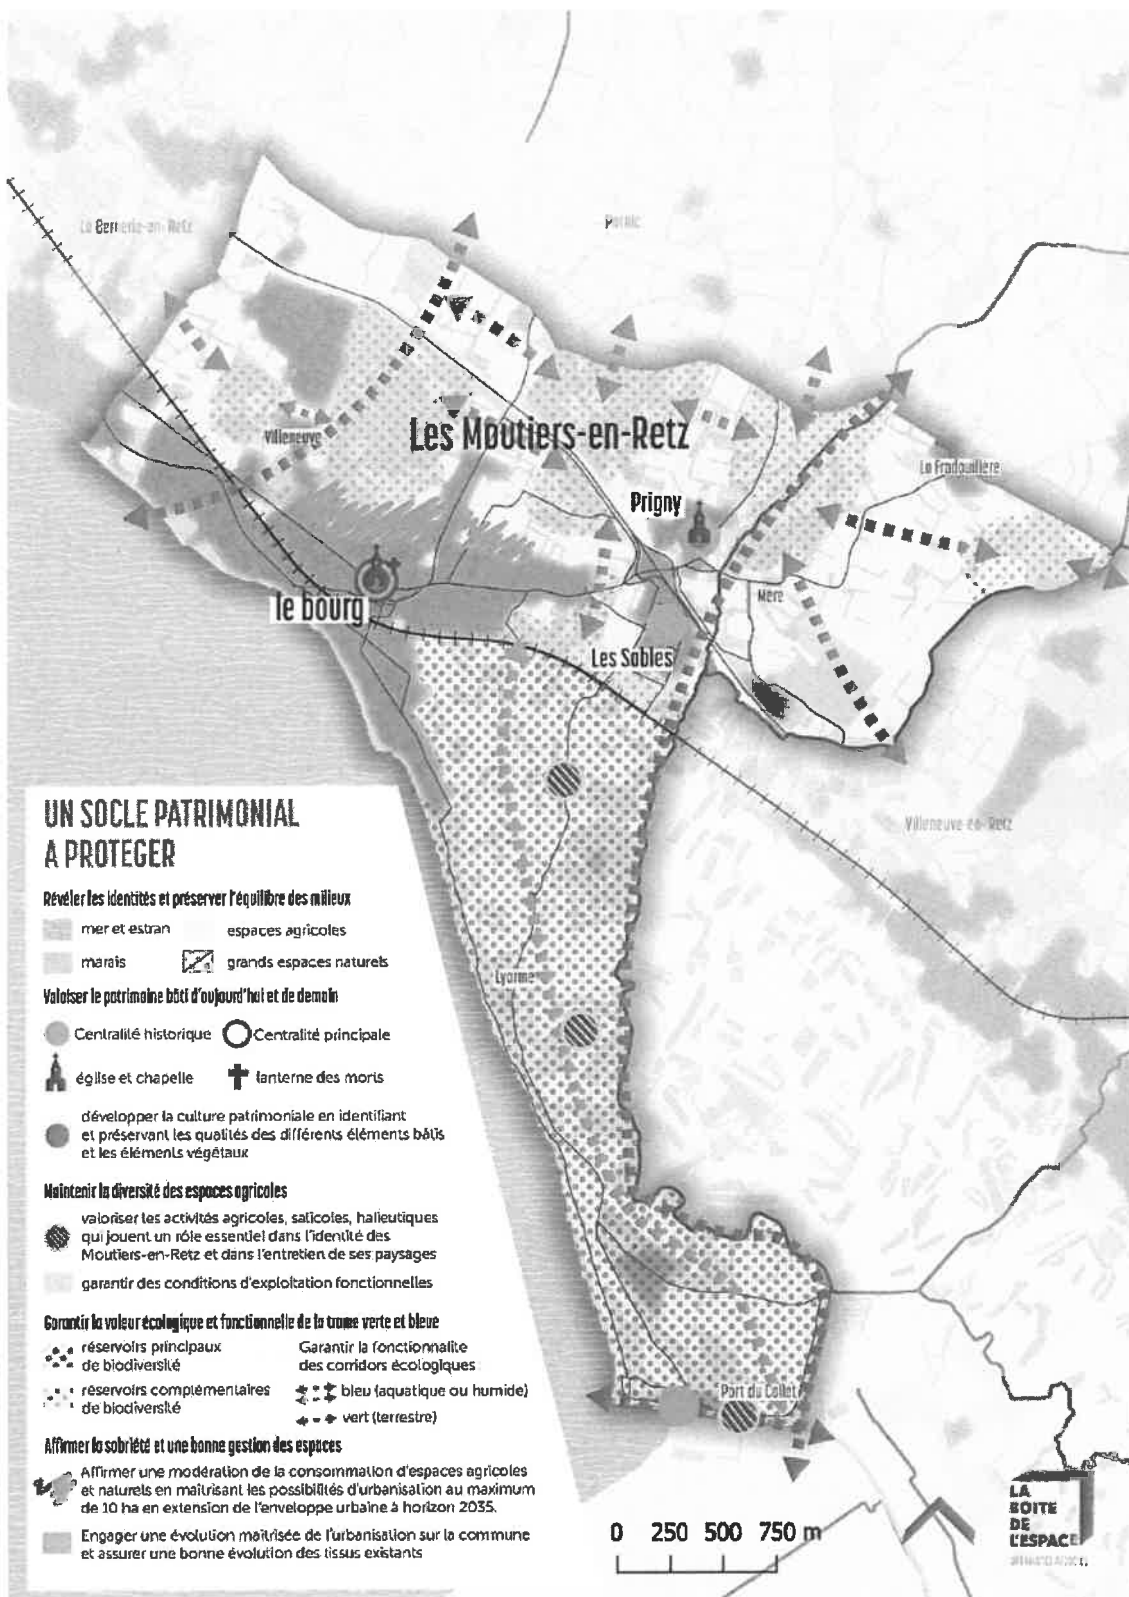 La Bernerie-en-Retz
Pornic
Villeneuve
Les Moutiers-en-Retz
La Fradouillère
Prigny
le bourg
Mère
Les Sables
Villeneuve-en-Retz
Lyarne
Port du Collet
UN SOCLE PATRIMONIAL
A PROTEGER
Révéler les identités et préserver l'équilibre des milieux
mer et estran
espaces agricoles
marais
grands espaces naturels
Valoiser le patrimoine bâti d'oujourd'hui et de demain
Centralité historique
Centralité principale
église et chapelle
lanterne des morts
développer la culture patrimoniale en identifiant
et préservant les qualités des différents éléments bâtis
et les éléments végétaux
Maintenir la diversité des espaces agricoles
valoriser les activités agricoles, salicoles, halieutiques
qui jouent un rôle essentiel dans l'identité des
Moutiers-en-Retz et dans l'entretien de ses paysages
garantir des conditions d'exploitation fonctionnelles
Garantir la valeur écologique et fonctionnelle de la trame verte et bleue
réservoirs principaux
de biodiversité
Garantir la fonctionnalité
des corridors écologiques
réservoirs complémentaires
de biodiversité
bleu (aquatique ou humide)
vert (terrestre)
Affirmer la sobriété et une bonne gestion des espaces
Affirmer une modération de la consommation d'espaces agricoles
et naturels en maîtrisant les possibilités d'urbanisation au maximum
de 10 ha en extension de l'enveloppe urbaine à horizon 2035.
Engager une évolution maîtrisée de l'urbanisation sur la commune
et assurer une bonne évolution des tissus existants
0 250 500 750 m
LA
BOITE
DE
L'ESPACE